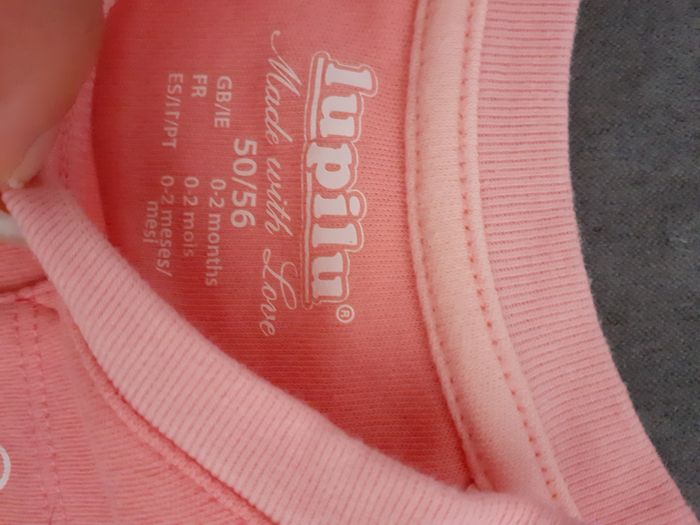 lupilu®
Made with Love
50/56
GB/IE 0-2 months
FR 0-2 mois
ES/IT/PT 0-2 meses/
mesi